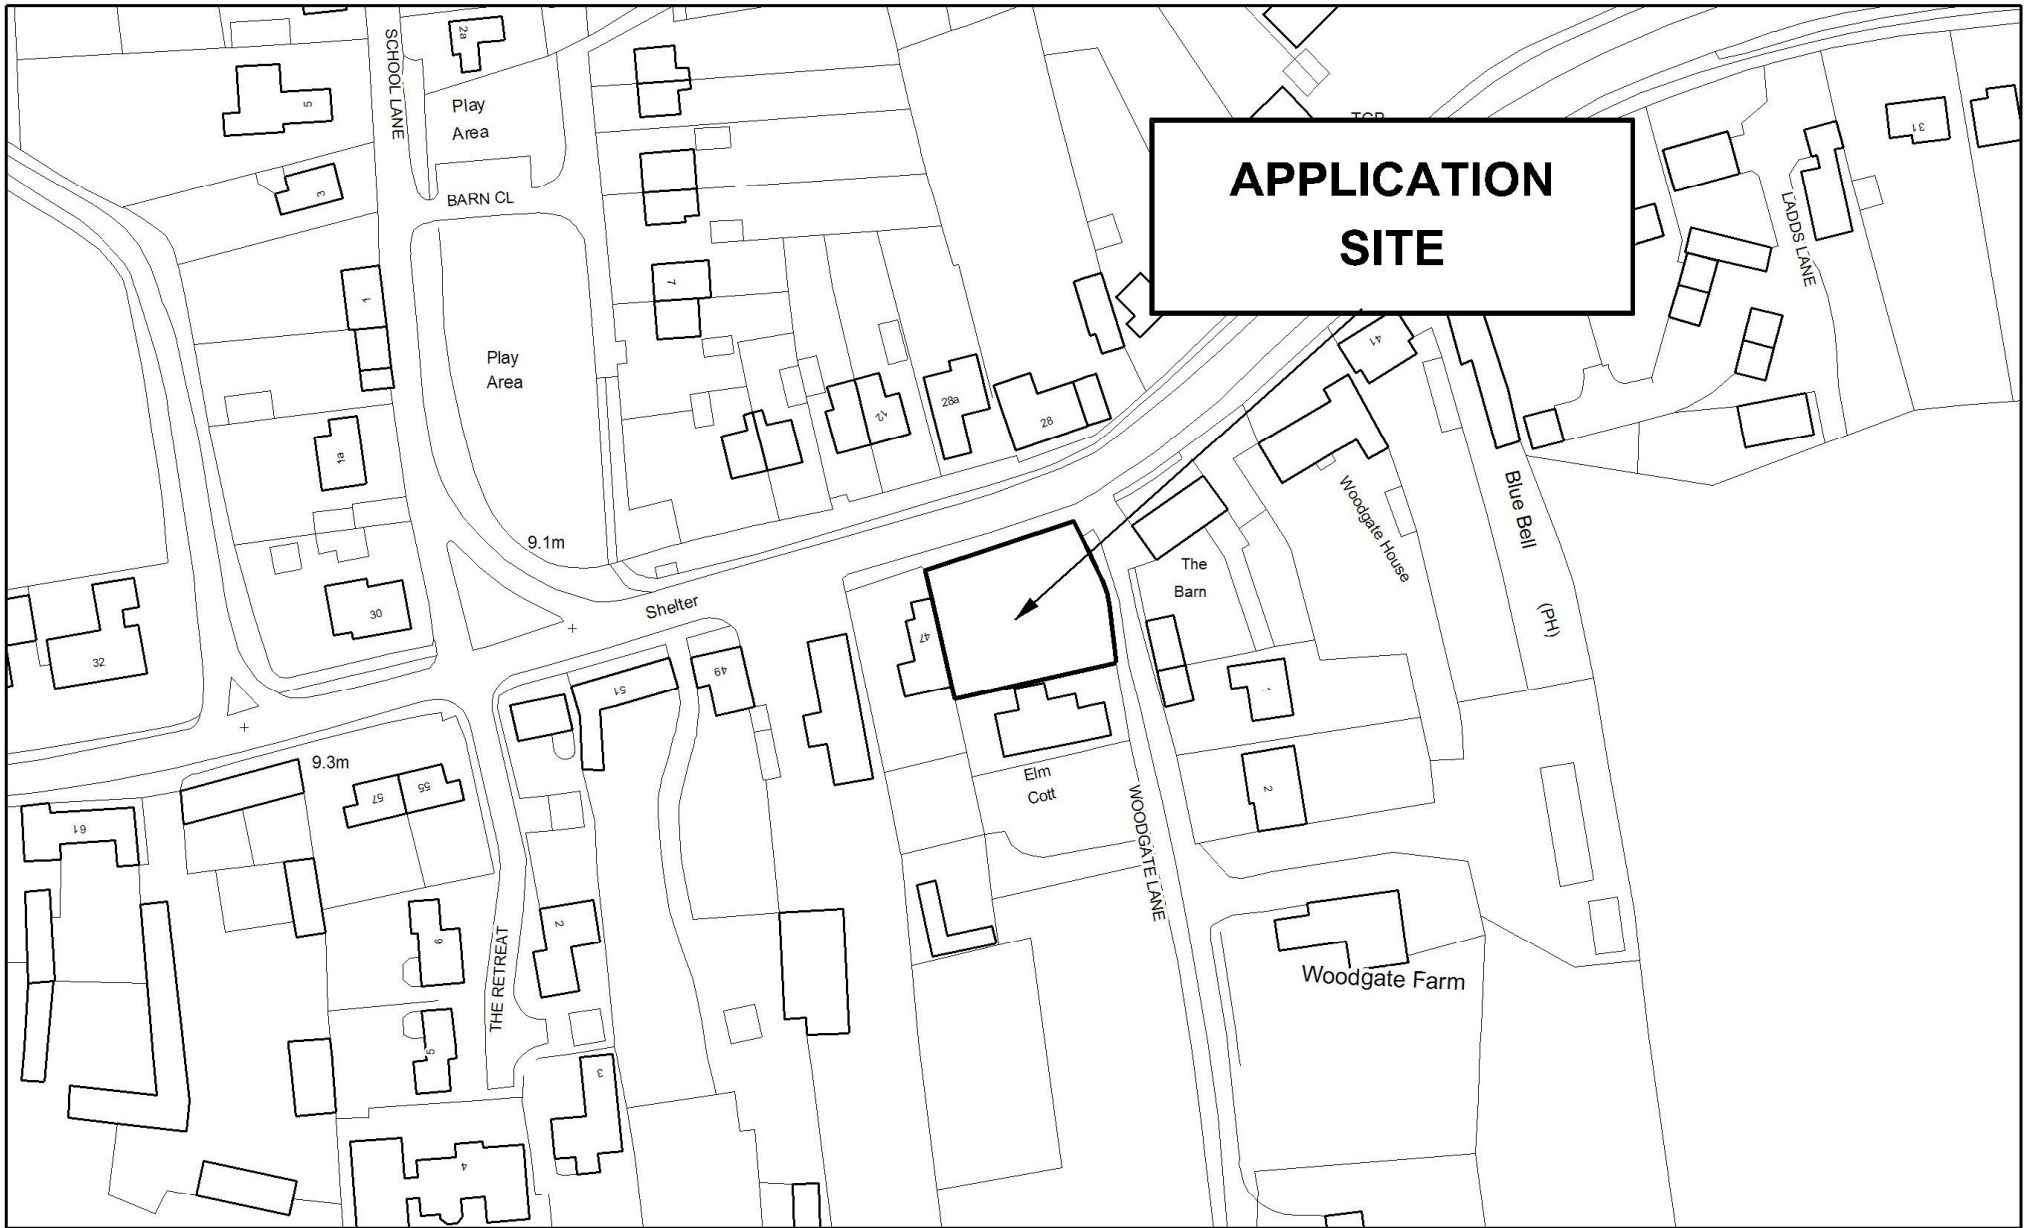 SCHOOL LANE
2a
5
Play
Area
3
BARN CL
APPLICATION
SITE
31
LADDS LANE
1
7
Play
Area
41
28a
12
28
1a
Blue Bell
(PH)
Woodgate House
9.1m
The
Barn
Shelter
30
47
32
49
51
1
9.3m
Elm
Cott
2
57
55
61
WOODGATE LANE
THE RETREAT
2
6
Woodgate Farm
5
3
4